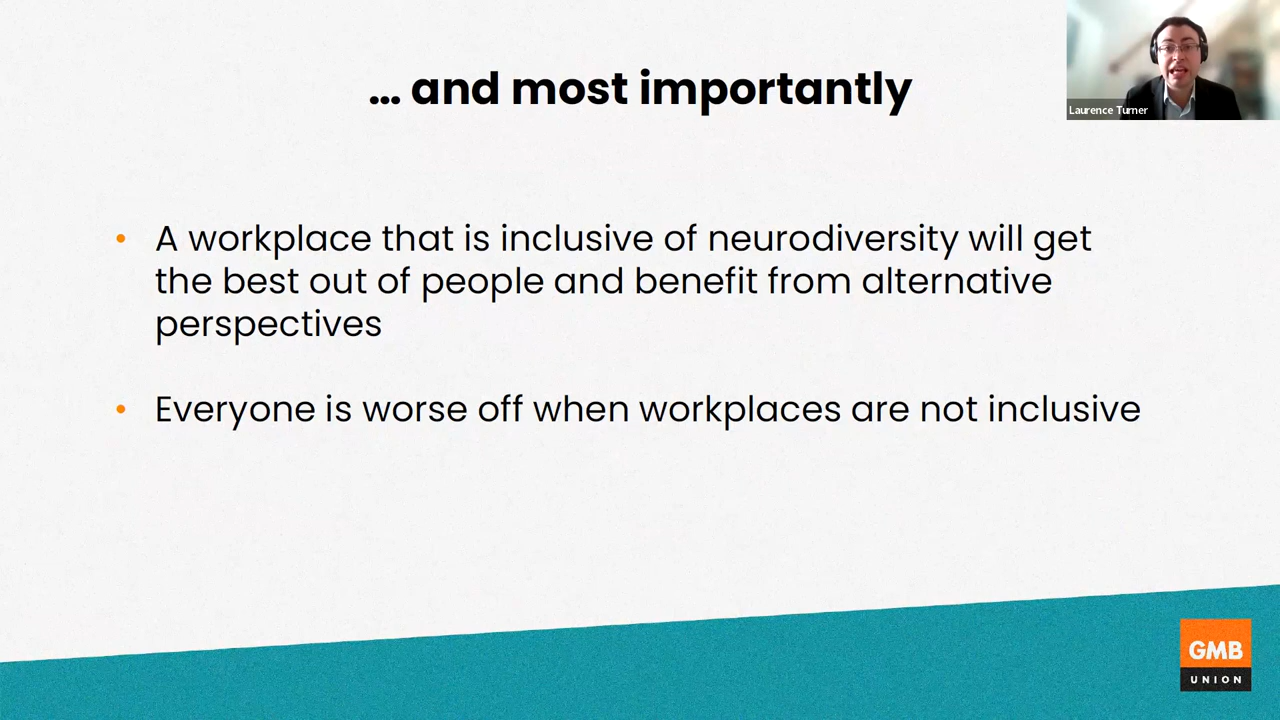 ... and most importantly
Laurence Turner
• A workplace that is inclusive of neurodiversity will get
the best out of people and benefit from alternative
perspectives
• Everyone is worse off when workplaces are not inclusive
GMB
UNION